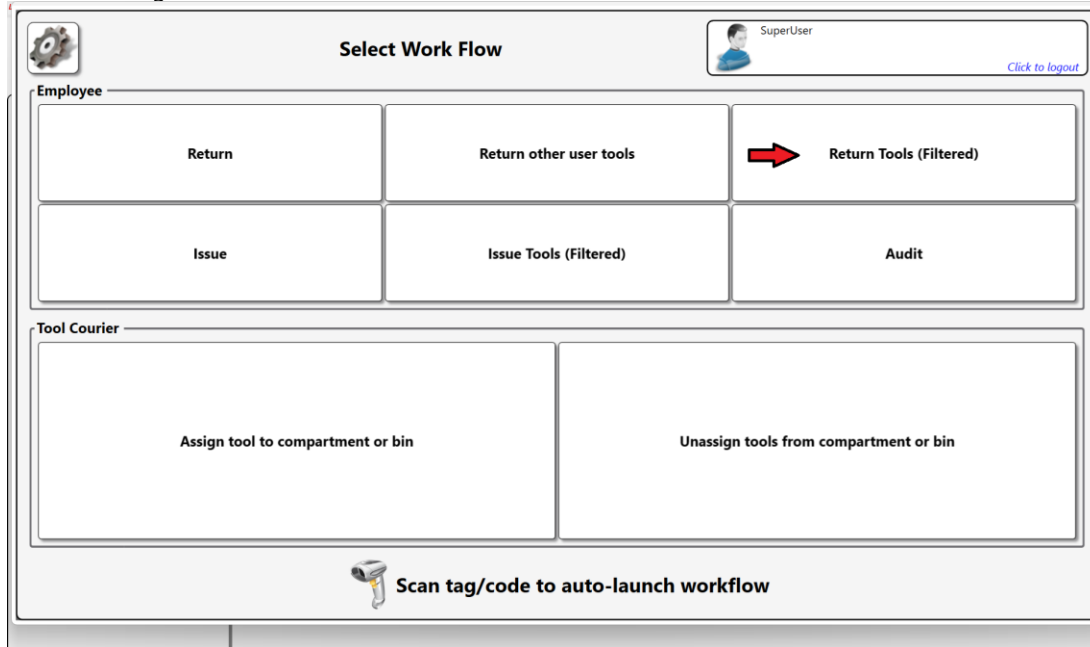 Select Work Flow
SuperUser
Click to logout
Employee
Return
Return other user tools
Return Tools (Filtered)
Issue
Issue Tools (Filtered)
Audit
Tool Courier
Assign tool to compartment or bin
Unassign tools from compartment or bin
Scan tag/code to auto-launch workflow